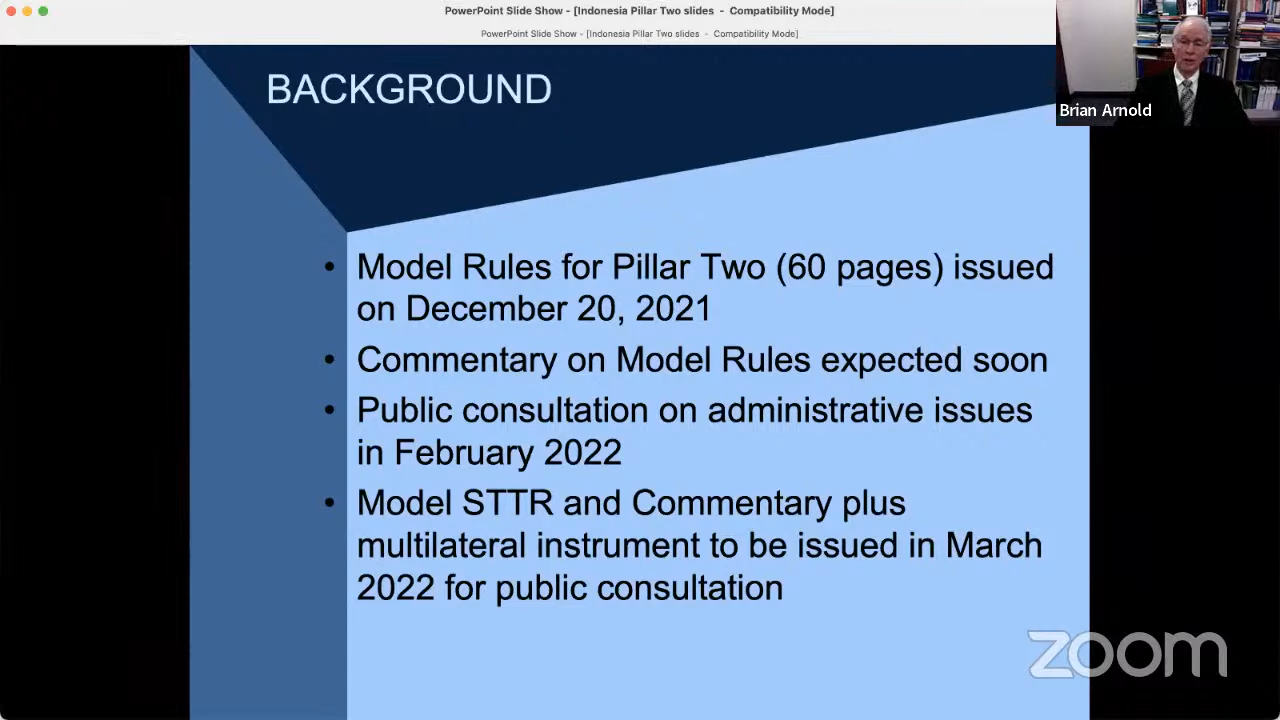 PowerPoint Slide Show - [Indonesia Pillar Two slides - Compatibility Mode]
PowerPoint Slide Show - [Indonesia Pillar Two slides - Compatibility Mode]
BACKGROUND
Brian Arnold
• Model Rules for Pillar Two (60 pages) issued
on December 20, 2021
• Commentary on Model Rules expected soon
• Public consultation on administrative issues
in February 2022
• Model STTR and Commentary plus
multilateral instrument to be issued in March
2022 for public consultation
zoom